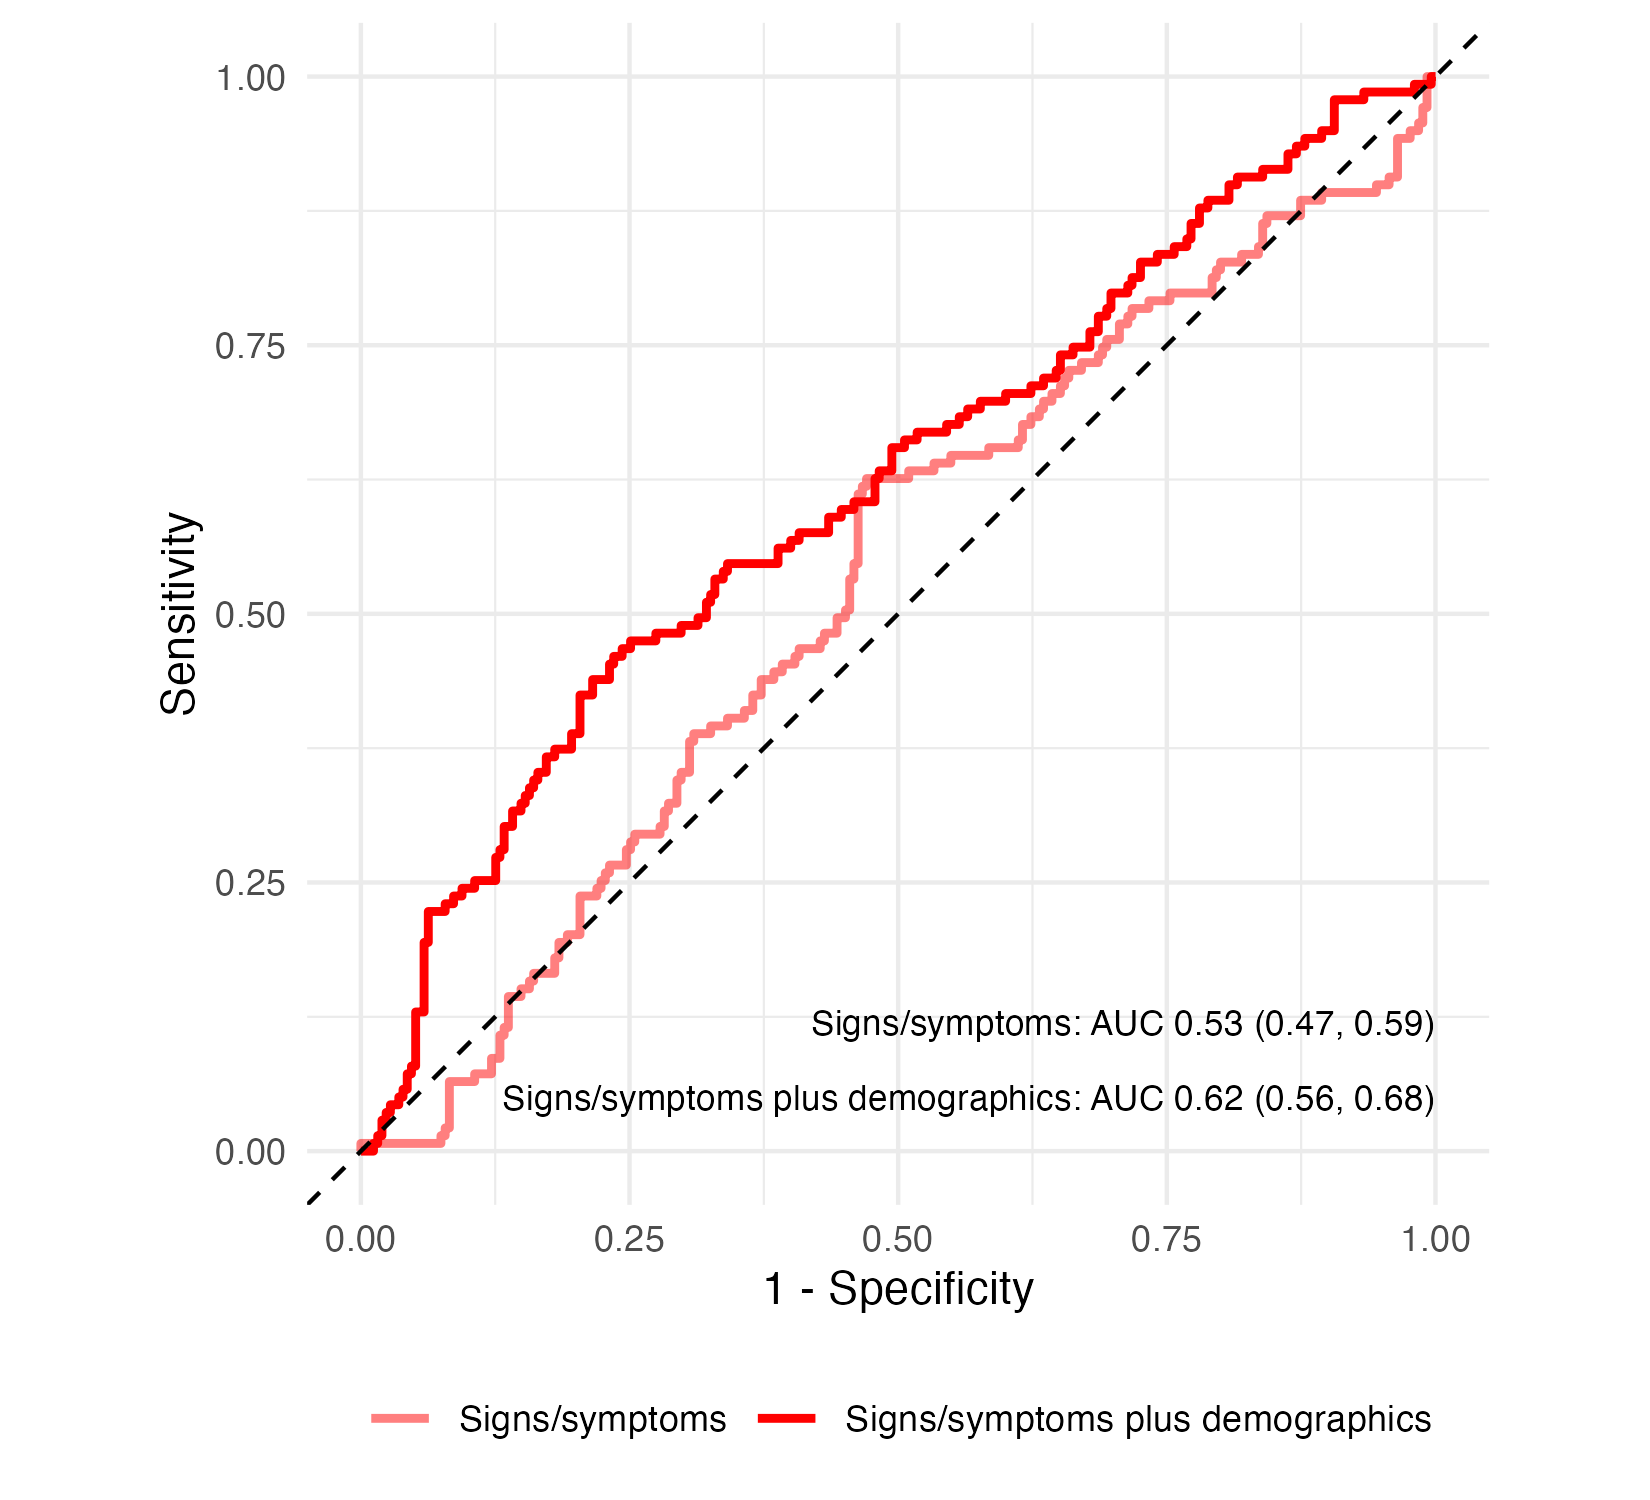 1.00
0.75
0.50
0.25
0.00
Sensitivity
Signs/symptoms: AUC 0.53 (0.47, 0.59)
Signs/symptoms plus demographics: AUC 0.62 (0.56, 0.68)
0.00 0.25 0.50 0.75 1.00
1 - Specificity
Signs/symptoms Signs/symptoms plus demographics